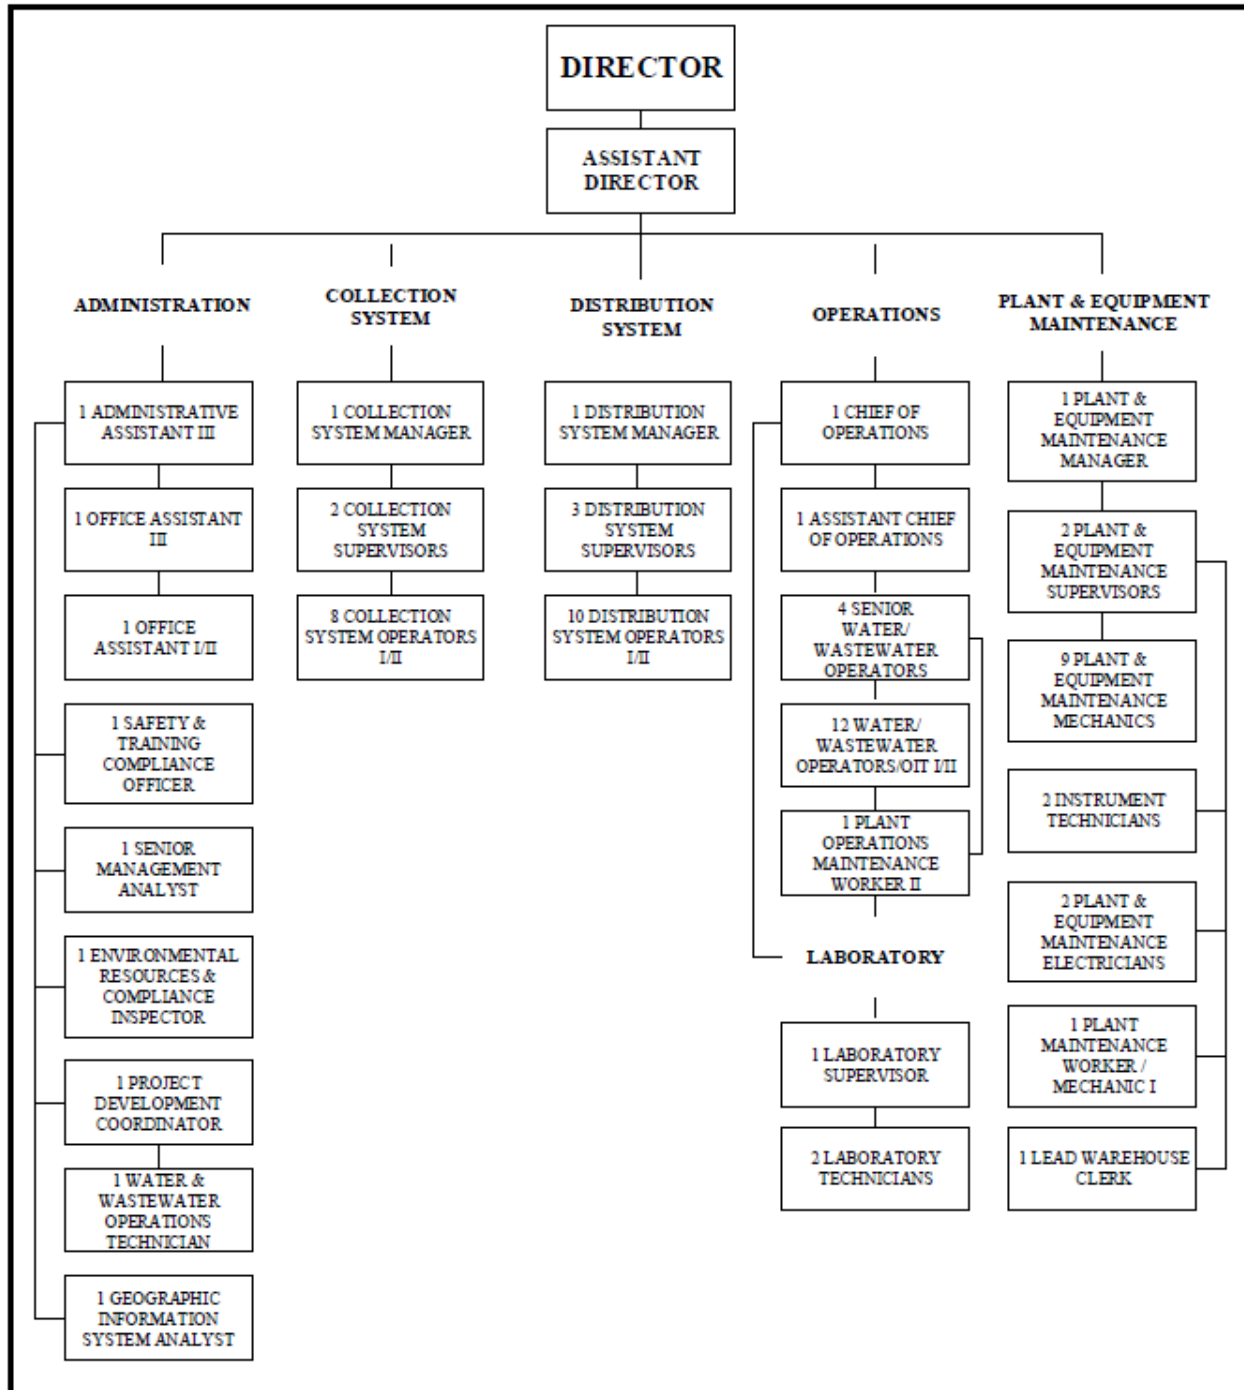 DIRECTOR
ASSISTANT
DIRECTOR
ADMINISTRATION
1 ADMINISTRATIVE
ASSISTANT III
1 OFFICE ASSISTANT
III
1 OFFICE
ASSISTANT I/II
1 SAFETY &
TRAINING
COMPLIANCE
OFFICER
1 SENIOR
MANAGEMENT
ANALYST
1 ENVIRONMENTAL
RESOURCES &
COMPLIANCE
INSPECTOR
1 PROJECT
DEVELOPMENT
COORDINATOR
1 WATER &
WASTEWATER
OPERATIONS
TECHNICIAN
1 GEOGRAPHIC
INFORMATION
SYSTEM ANALYST
COLLECTION
SYSTEM
1 COLLECTION
SYSTEM MANAGER
2 COLLECTION
SYSTEM
SUPERVISORS
8 COLLECTION
SYSTEM OPERATORS
I/II
DISTRIBUTION
SYSTEM
1 DISTRIBUTION
SYSTEM MANAGER
3 DISTRIBUTION
SYSTEM
SUPERVISORS
10 DISTRIBUTION
SYSTEM OPERATORS
I/II
OPERATIONS
1 CHIEF OF
OPERATIONS
1 ASSISTANT CHIEF
OF OPERATIONS
4 SENIOR
WATER/
WASTEWATER
OPERATORS
12 WATER/
WASTEWATER
OPERATORS/OIT I/II
1 PLANT
OPERATIONS
MAINTENANCE
WORKER II
LABORATORY
1 LABORATORY
SUPERVISOR
2 LABORATORY
TECHNICIANS
PLANT & EQUIPMENT
MAINTENANCE
1 PLANT &
EQUIPMENT
MAINTENANCE
MANAGER
2 PLANT &
EQUIPMENT
MAINTENANCE
SUPERVISORS
9 PLANT &
EQUIPMENT
MAINTENANCE
MECHANICS
2 INSTRUMENT
TECHNICIANS
2 PLANT &
EQUIPMENT
MAINTENANCE
ELECTRICIANS
1 PLANT
MAINTENANCE
WORKER /
MECHANIC I
1 LEAD WAREHOUSE
CLERK